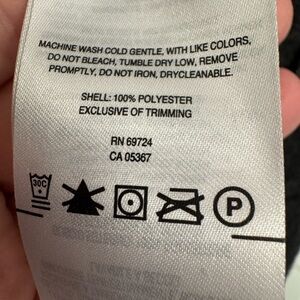 MACHINE WASH COLD GENTLE, WITH LIKE COLORS,
DO NOT BLEACH, TUMBLE DRY LOW, REMOVE
PROMPTLY, DO NOT IRON, DRYCLEANABLE.
SHELL: 100% POLYESTER
EXCLUSIVE OF TRIMMING
RN 69724
CA 05367
30C
P